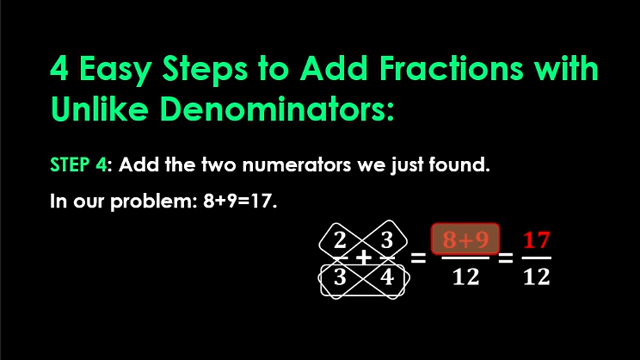 4 Easy Steps to Add Fractions with
Unlike Denominators:
STEP 4: Add the two numerators we just found.
In our problem: 8+9=17.
2/3 + 3/4 = 8+9/12 = 17/12